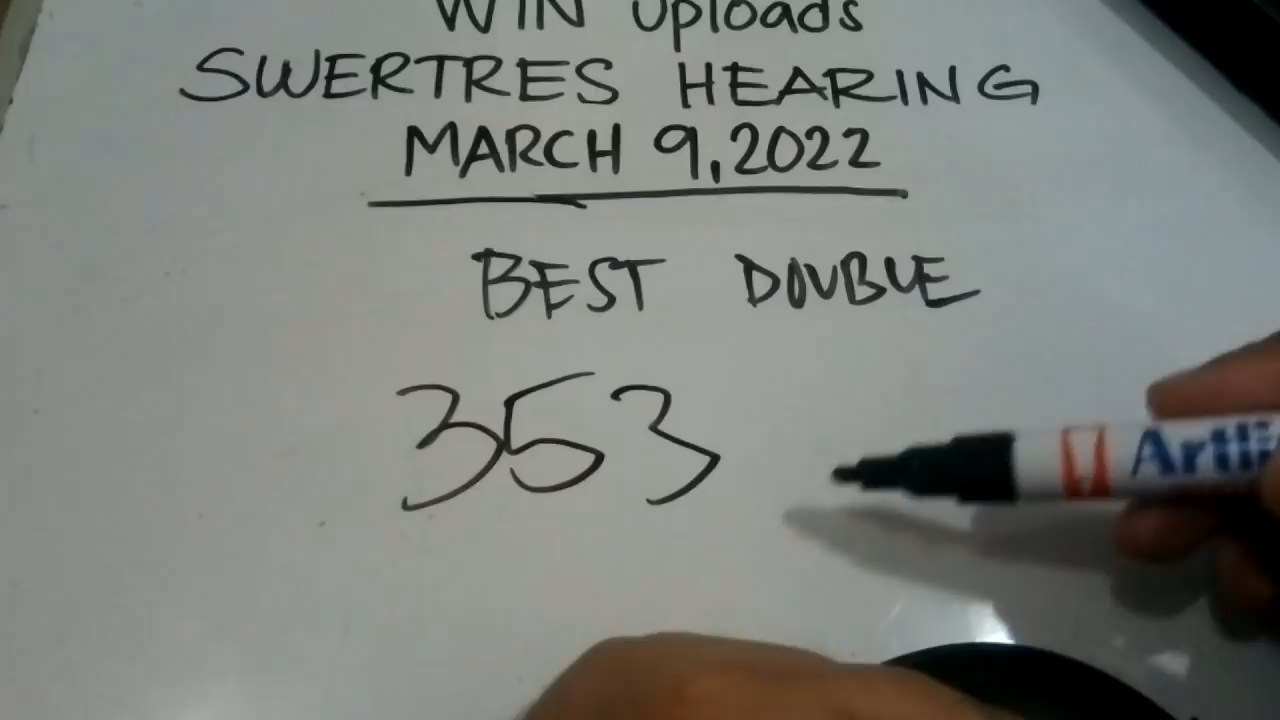 WIN Uploads
SWERTRES HEARING
MARCH 9, 2022
BEST DOUBLE
353